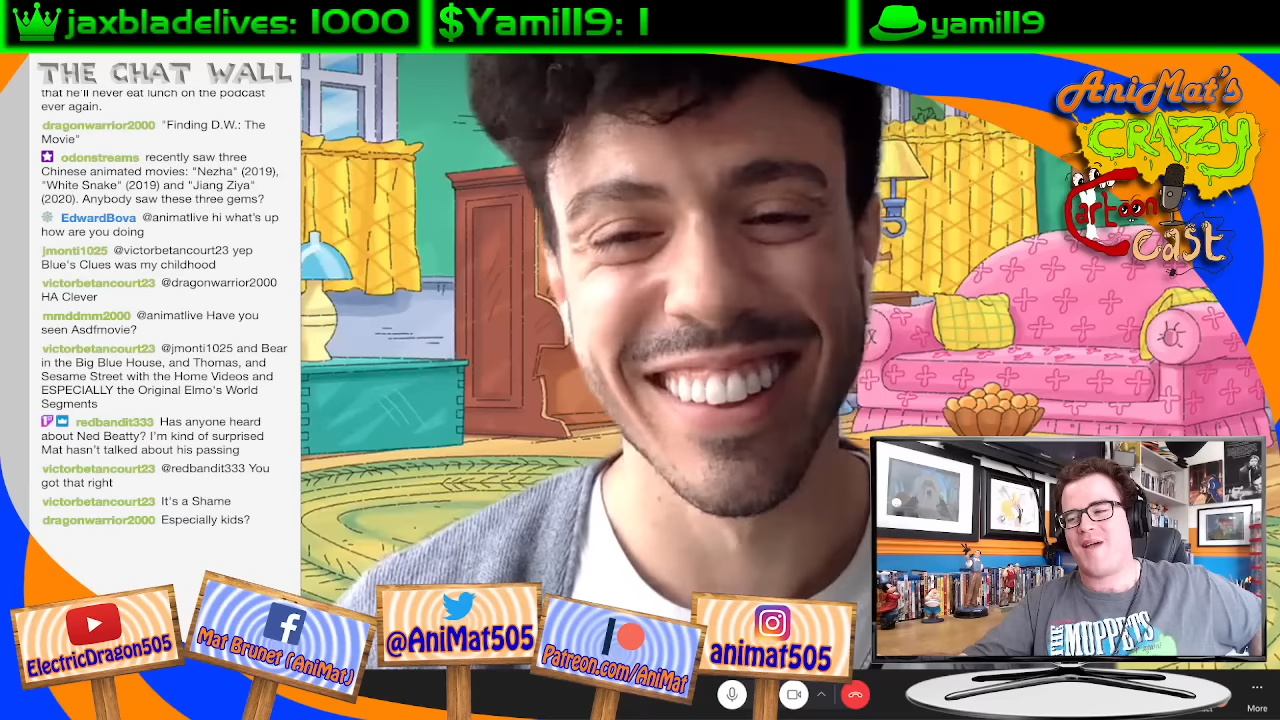 jaxbladelives: 1000
$Yamil19: 1
yamil19
THE CHAT WALL
that he'll never eat lunch on the podcast
ever again.
dragonwarrior2000 "Finding D.W.: The
Movie"
odonstreams recently saw three
Chinese animated movies: "Nezha" (2019),
"White Snake" (2019) and "Jiang Ziya"
(2020). Anybody saw these three gems?
EdwardBova @animatlive hi what's up
how are you doing
jmonti1025 @victorbetancourt23 yep
Blue's Clues was my childhood
victorbetancourt23 @dragonwarrior2000
HA Clever
mmddmm2000 @animatlive Have you
seen Asdfmovie?
victorbetancourt23 @jmonti1025 and Bear
in the Big Blue House, and Thomas, and
Sesame Street with the Home Videos and
ESPECIALLY the Original Elmo's World
Segments
redbandit333 Has anyone heard
about Ned Beatty? I'm kind of surprised
Mat hasn't talked about his passing
victorbetancourt23 @redbandit333 You
got that right
victorbetancourt23 It's a Shame
dragonwarrior2000 Especially kids?
AniMat's
CRAZY
Cartoon
Cast
THE
MOPPETS
ElectricDragon505
Mat Brunet (AniMat)
@AniMat505
Patreon.com/AniMat
animat505
More